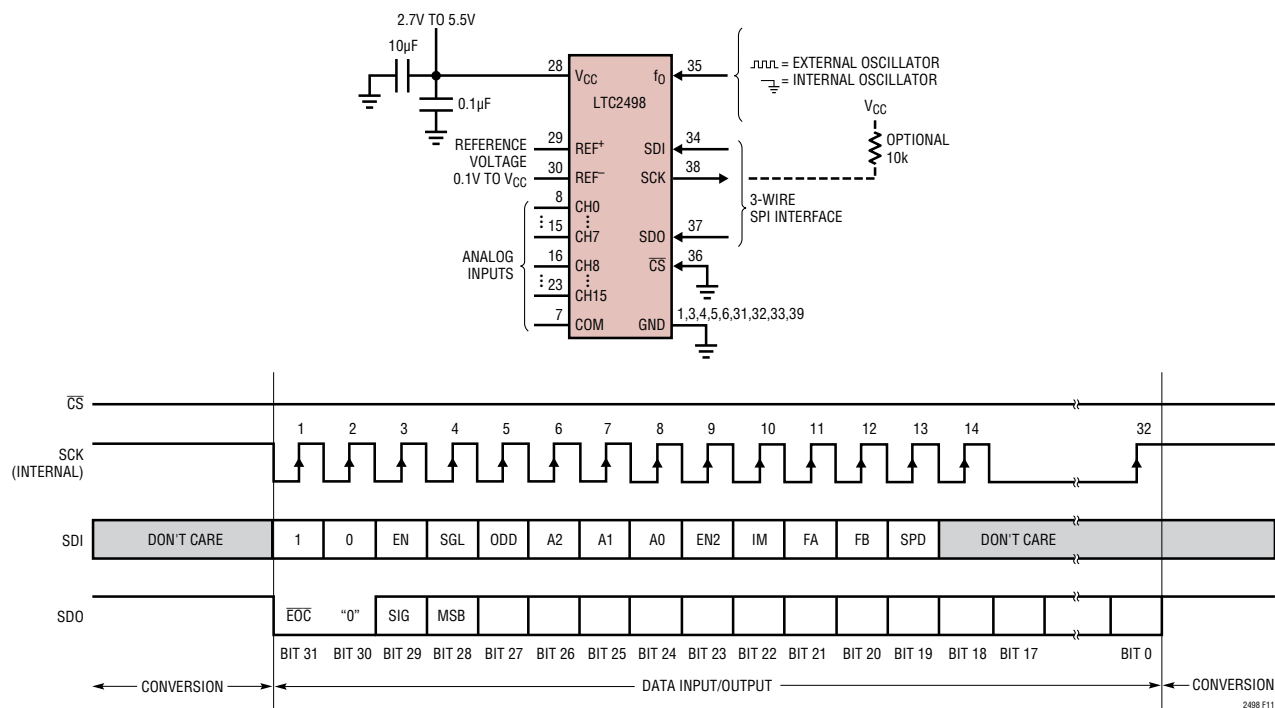 2.7V TO 5.5V
10µF
0.1µF
28 VCC
LTC2498
fO 35
= EXTERNAL OSCILLATOR
= INTERNAL OSCILLATOR
VCC
OPTIONAL
10k
REFERENCE
VOLTAGE
0.1V TO VCC
29 REF+
30 REF–
SDI 34
SCK 38
3-WIRE
SPI INTERFACE
SDO 37
CS 36
ANALOG
INPUTS
8 CH0
15 CH7
16 CH8
23 CH15
7 COM
GND 1,3,4,5,6,31,32,33,39
CS
SCK
(INTERNAL)
1 2 3 4 5 6 7 8 9 10 11 12 13 14 32
SDI DON'T CARE 1 0 EN SGL ODD A2 A1 A0 EN2 IM FA FB SPD DON'T CARE
SDO EOC “0” SIG MSB
BIT 31 BIT 30 BIT 29 BIT 28 BIT 27 BIT 26 BIT 25 BIT 24 BIT 23 BIT 22 BIT 21 BIT 20 BIT 19 BIT 18 BIT 17 BIT 0
CONVERSION DATA INPUT/OUTPUT CONVERSION
2498 F11